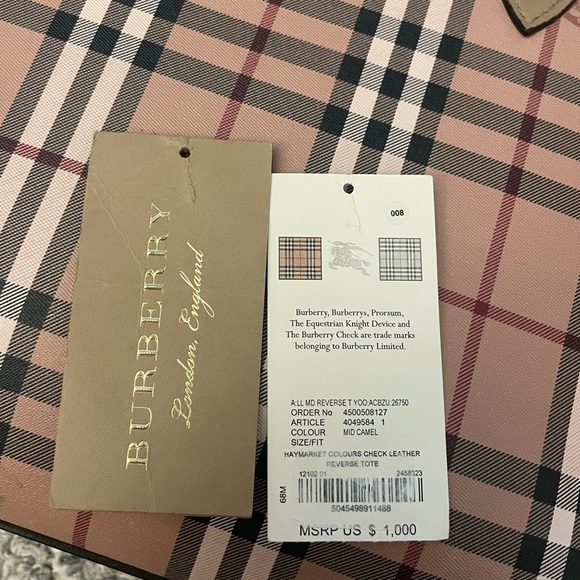 BURBERRY
London, England
008
Burberry, Burberrys, Prorsum,
The Equestrian Knight Device and
The Burberry Check are trade marks
belonging to Burberry Limited.
A:LL MD REVERSE T YOO:ACBZU:26750
ORDER No 4500508127
ARTICLE 4049584 1
COLOUR MID CAMEL
SIZE/FIT
HAYMARKET COLOURS CHECK LEATHER
REVERSE TOTE
12102 01 2458323
68M
5045498911488
MSRP US $ 1,000